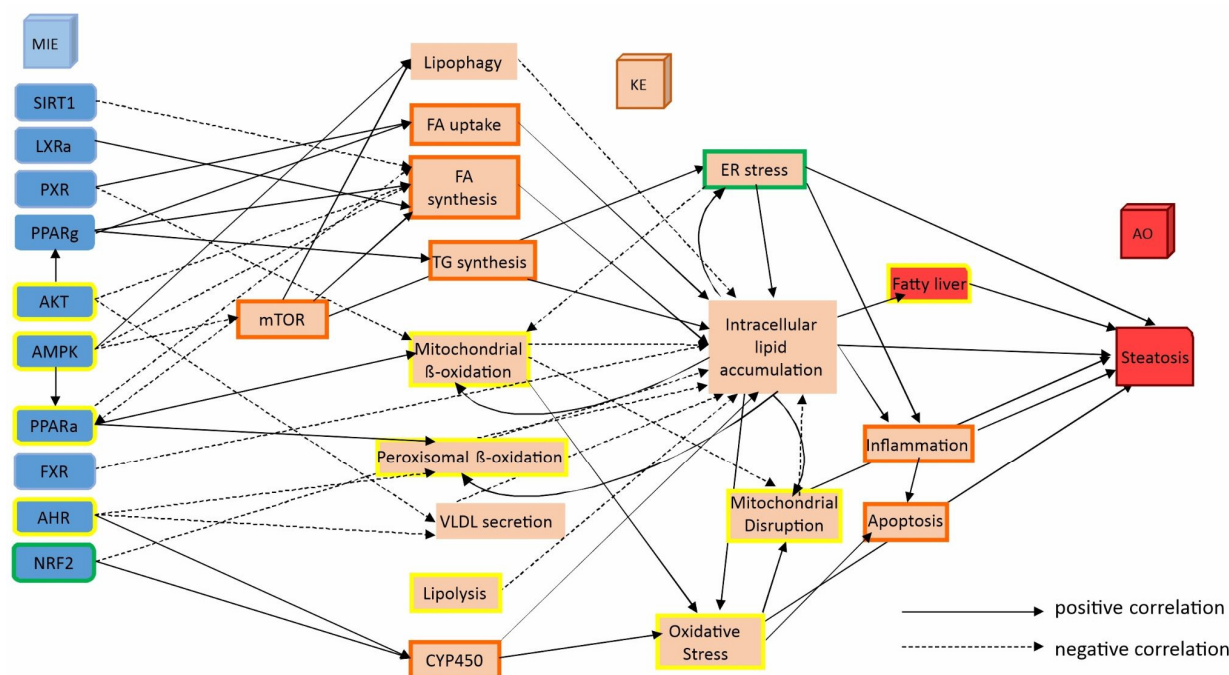 MIE
SIRT1
LXRa
PXR
PPARg
AKT
AMPK
PPARa
FXR
AHR
NRF2
mTOR
Lipophagy
FA uptake
FA
synthesis
TG synthesis
Mitochondrial
ß-oxidation
Peroxisomal ß-oxidation
VLDL secretion
Lipolysis
CYP450
KE
ER stress
Intracellular
lipid
accumulation
Mitochondrial
Disruption
Oxidative
Stress
Fatty liver
Inflammation
Apoptosis
AO
Steatosis
positive correlation
negative correlation